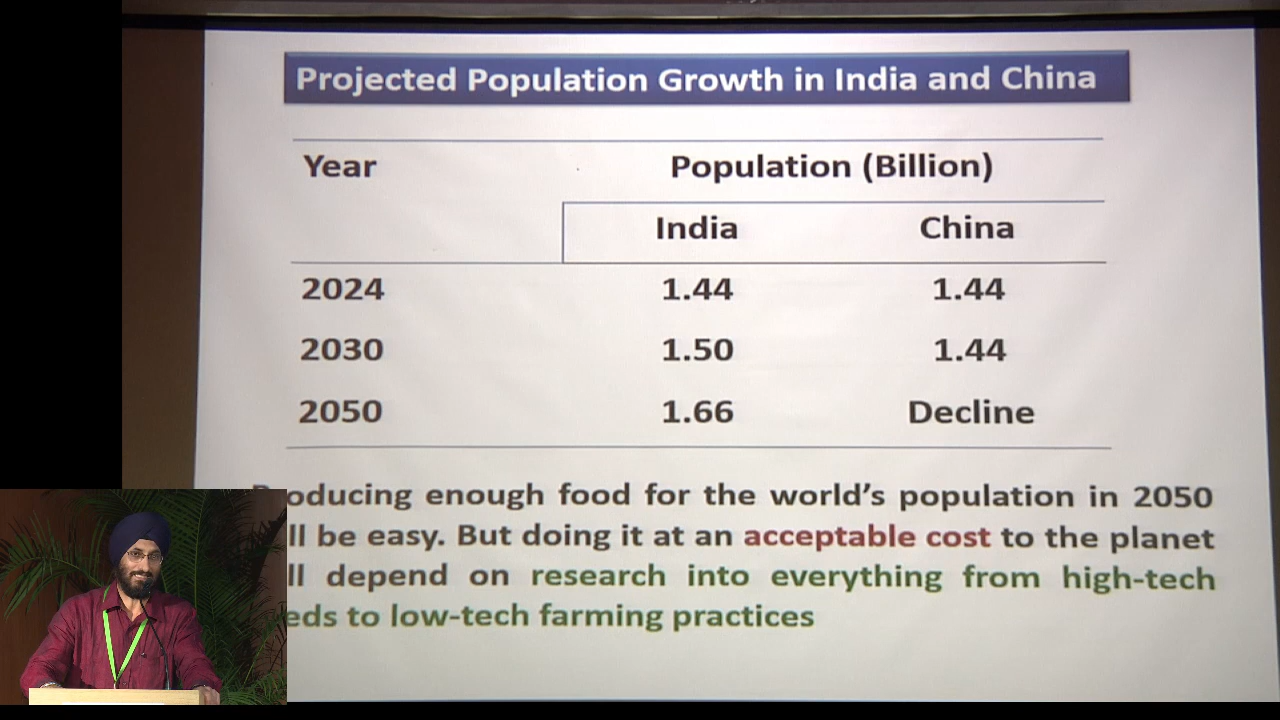 Projected Population Growth in India and China
Year Population (Billion)
India China
2024 1.44 1.44
2030 1.50 1.44
2050 1.66 Decline
Producing enough food for the world's population in 2050
ll be easy. But doing it at an acceptable cost to the planet
ll depend on research into everything from high-tech
eds to low-tech farming practices